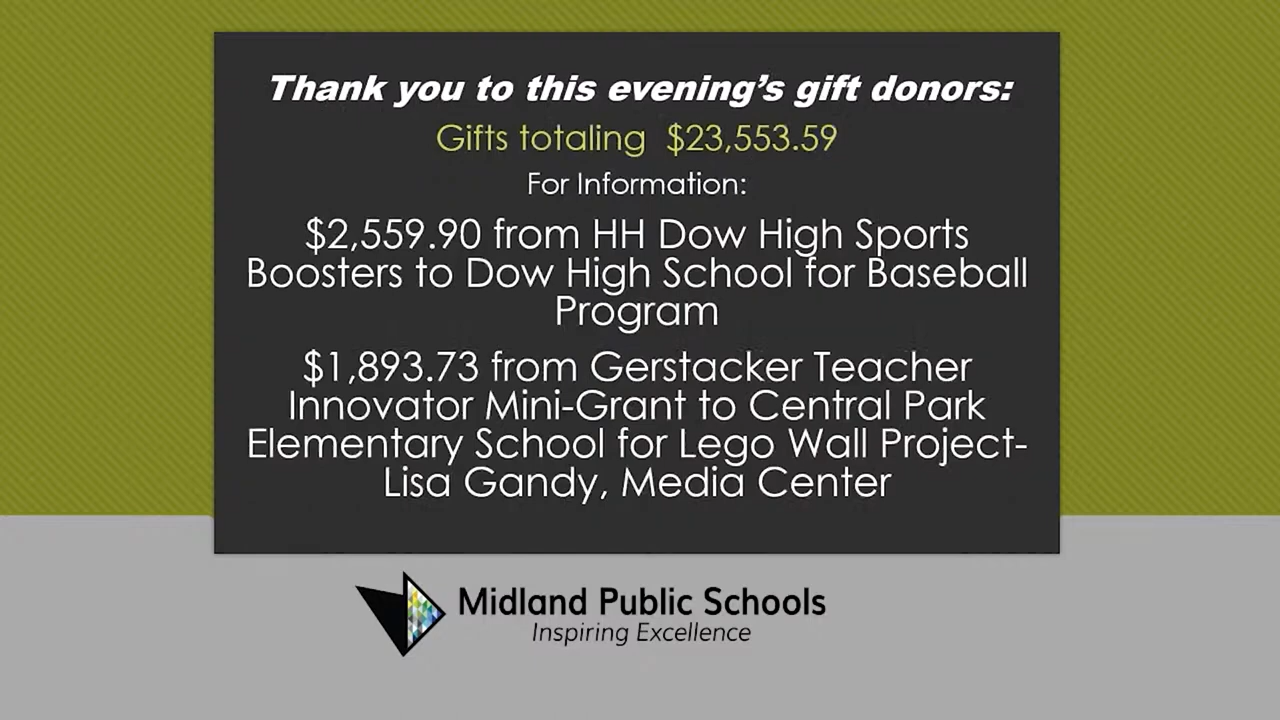 Thank you to this evening’s gift donors:
Gifts totaling  $23,553.59
For Information:
$2,559.90 from HH Dow High Sports
Boosters to Dow High School for Baseball
Program
$1,893.73 from Gerstacker Teacher
Innovator Mini-Grant to Central Park
Elementary School for Lego Wall Project-
Lisa Gandy, Media Center
Midland Public Schools
Inspiring Excellence